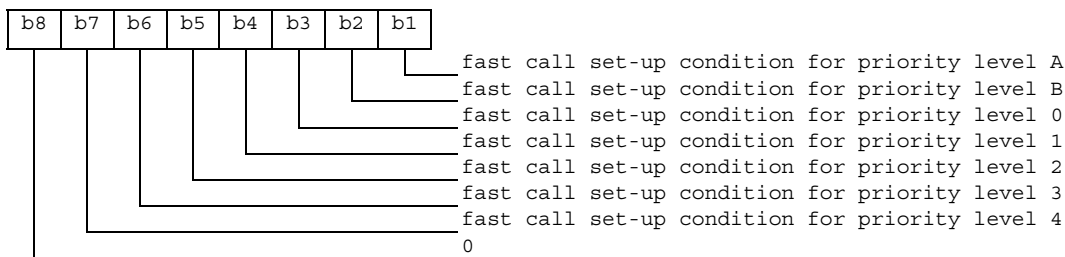 b8 b7 b6 b5 b4 b3 b2 b1
fast call set-up condition for priority level A
fast call set-up condition for priority level B
fast call set-up condition for priority level 0
fast call set-up condition for priority level 1
fast call set-up condition for priority level 2
fast call set-up condition for priority level 3
fast call set-up condition for priority level 4
0